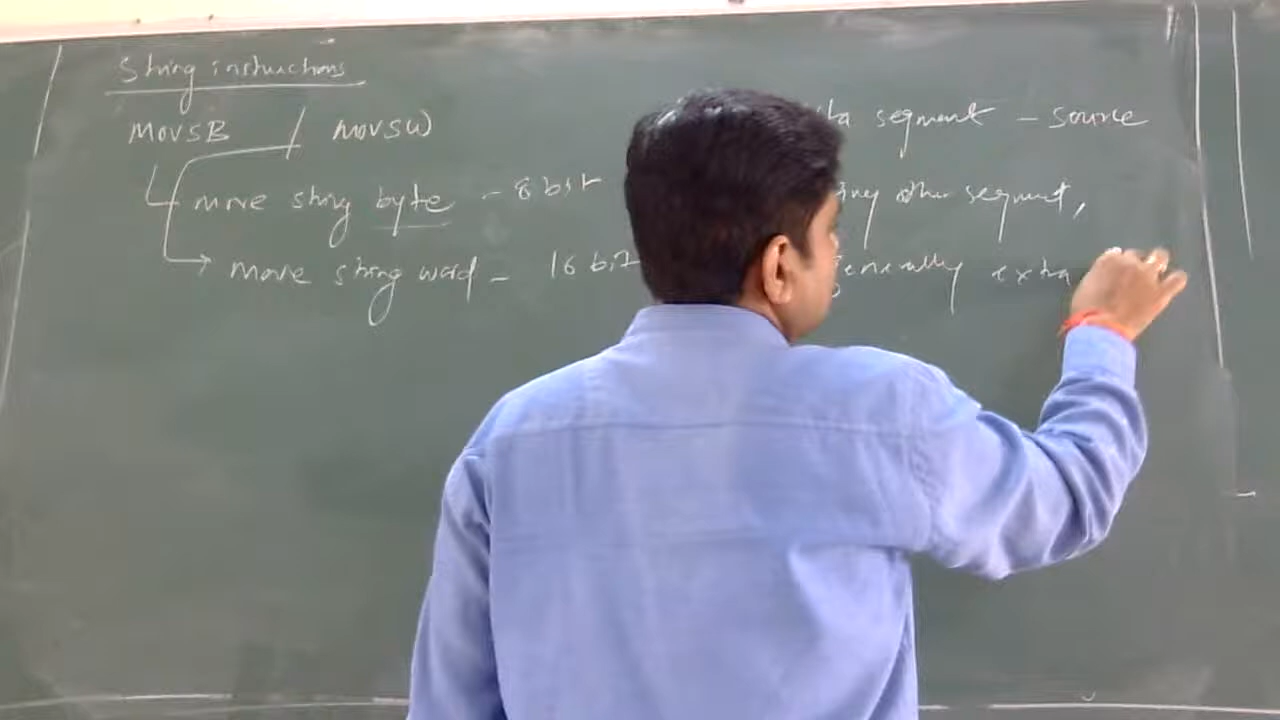 String instructions
MOVSB / MOVSW
move string byte - 8 bit
move string word - 16 bit
segment - source
any other segment,
generally extra